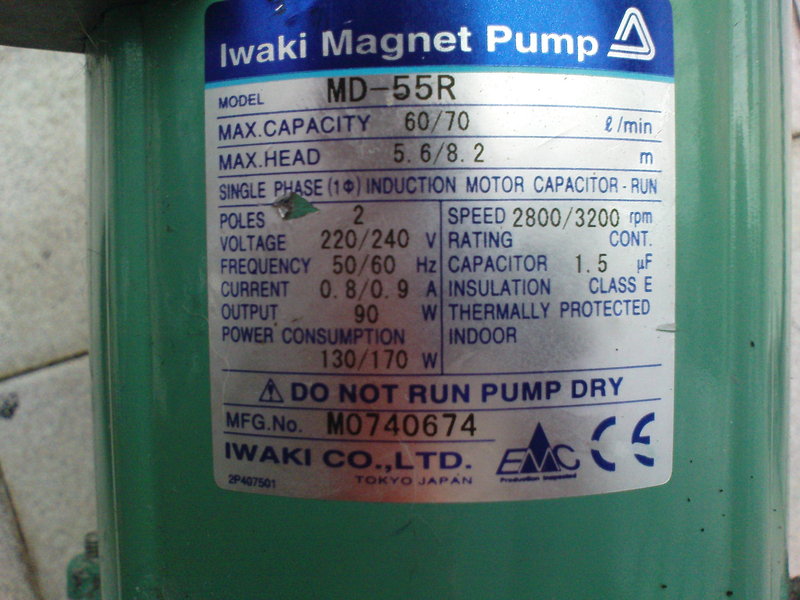 Iwaki Magnet Pump
MODEL MD-55R
MAX.CAPACITY 60/70 ℓ/min
MAX.HEAD 5.6/8.2 m
SINGLE PHASE (1Φ) INDUCTION MOTOR CAPACITOR-RUN
POLES 2
VOLTAGE 220/240 V
FREQUENCY 50/60 Hz
CURRENT 0.8/0.9 A
OUTPUT 90 W
POWER CONSUMPTION
130/170 W
SPEED 2800/3200 rpm
RATING CONT.
CAPACITOR 1.5 μF
INSULATION CLASS E
THERMALLY PROTECTED
INDOOR
⚠ DO NOT RUN PUMP DRY
MFG.No. M0740674
IWAKI CO.,LTD.
TOKYO JAPAN
2P407501
EMC
Production Inspected
CE